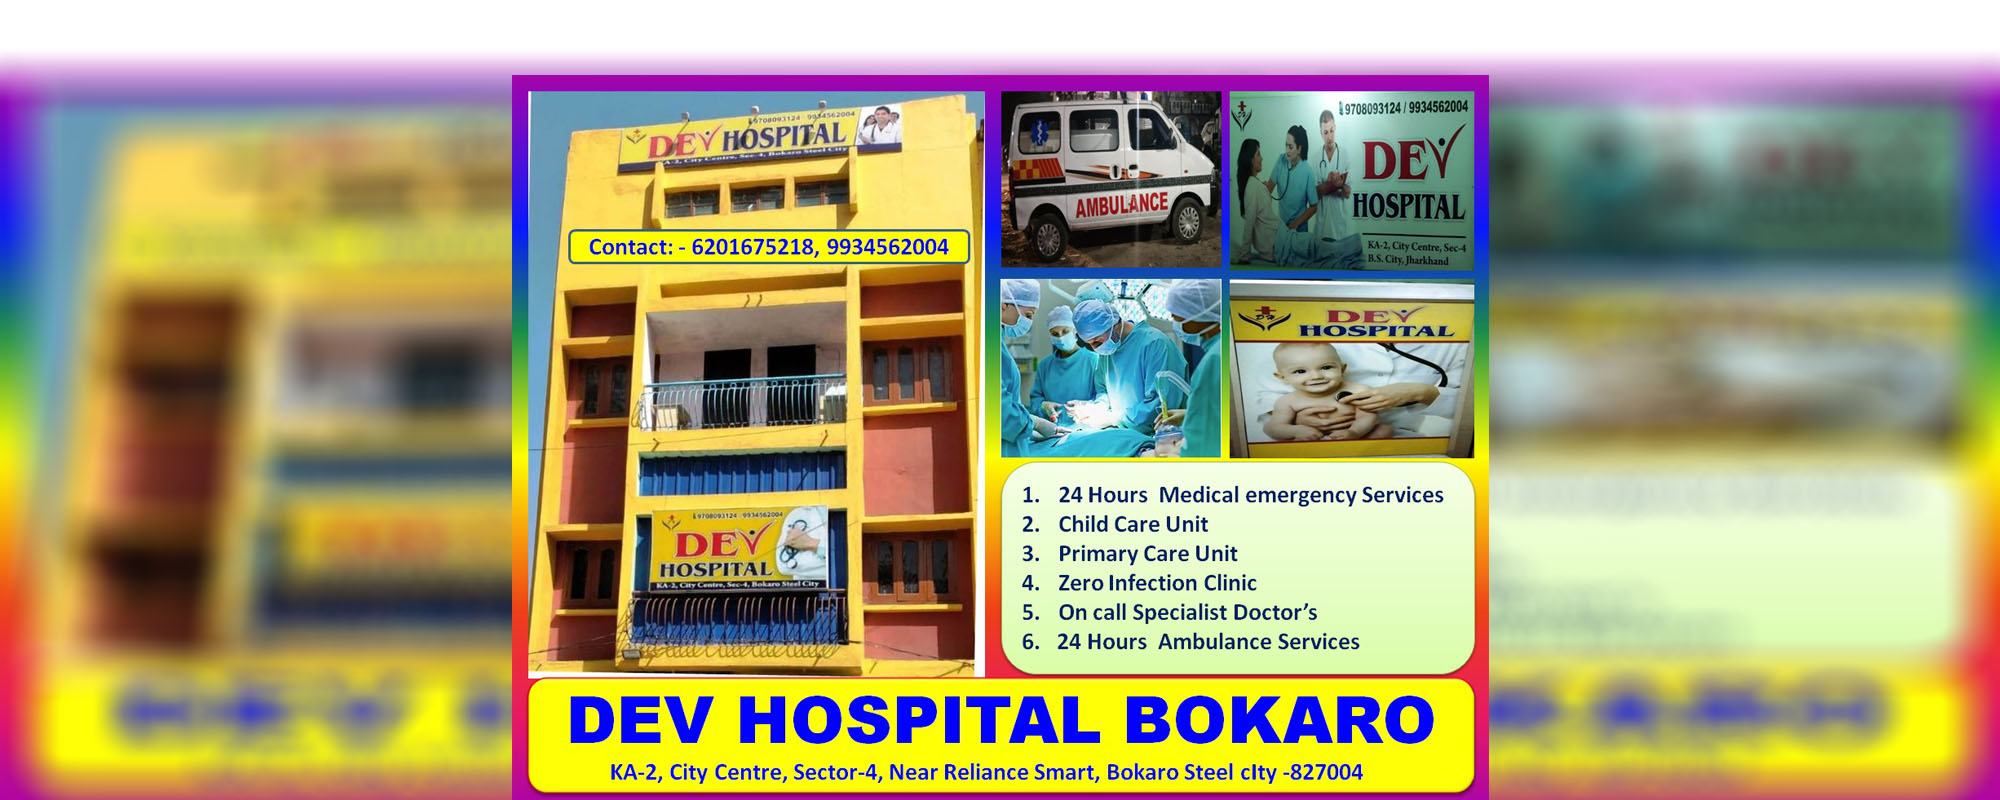 9708093124 9934562004
DEV HOSPITAL
KA-2, City Centre, Sec-4, Bokaro Steel City
Contact: - 6201675218, 9934562004
9708093124 9934562004
DEV
HOSPITAL
KA-2, City Centre, Sec-4, Bokaro Steel City
AMBULANCE
9708093124 / 9934562004
DEV
HOSPITAL
KA-2, City Centre, Sec-4
B.S. City, Jharkhand
DEV
HOSPITAL
1. 24 Hours Medical emergency Services
2. Child Care Unit
3. Primary Care Unit
4. Zero Infection Clinic
5. On call Specialist Doctor’s
6. 24 Hours Ambulance Services
DEV HOSPITAL BOKARO
KA-2, City Centre, Sector-4, Near Reliance Smart, Bokaro Steel cIty -827004